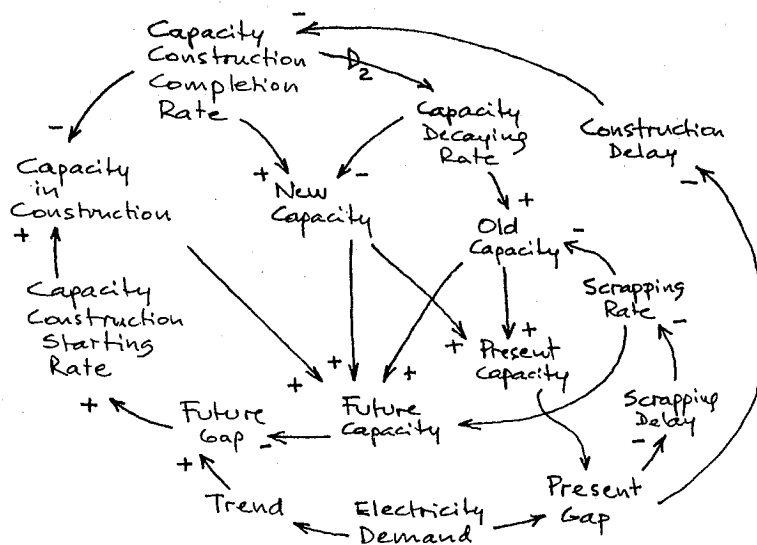 Capacity
Construction
Completion
Rate
-
D2
Capacity
Decaying
Rate
Construction
Delay
-
-
Capacity
in
Construction
+
+
New
Capacity
-
+
Old
Capacity
-
Capacity
Construction
Starting
Rate
+
Scrapping
Rate
-
+
Present
Capacity
+
+
+
+
Future
Capacity
Future
Gap
-
+
Scrapping
Delay
-
Trend
Electricity
Demand
+
Present
Gap